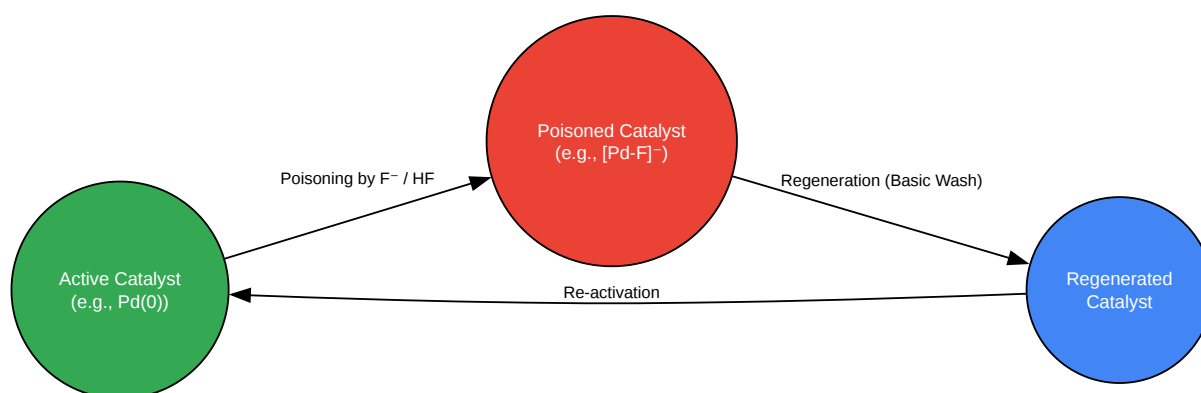 Poisoned Catalyst
(e.g., [Pd-F]⁻)
Poisoning by F⁻ / HF
Regeneration (Basic Wash)
Active Catalyst
(e.g., Pd(0))
Re-activation
Regenerated
Catalyst